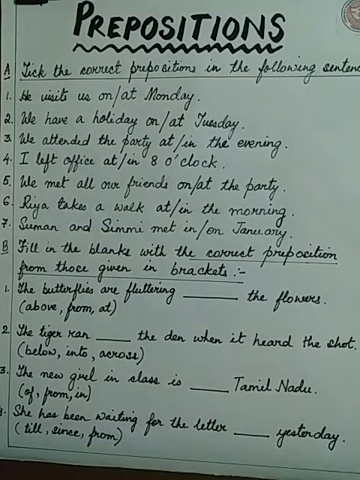 PREPOSITIONS
A Tick the correct prepositions in the following
1. He visits us on/at Monday.
2. We have a holiday on/at Tuesday.
3. We attended the party at/in the evening.
4. I left office at/in 8 o'clock.
5. We met all our friends on/at the party.
6. Riya takes a walk at/in the morning.
7. Suman and Simmi met in/on January.
B Fill in the blanks with the correct preposition
from those given in brackets:-
1. The butterflies are fluttering ______ the flowers.
(above, from, at)
2. The tiger ran ____ the den when it heard the shot.
(below, into, across)
3. The new girl in class is ____ Tamil Nadu.
(of, from, in)
4. She has been waiting for the letter ____ yesterday.
(till, since, from)